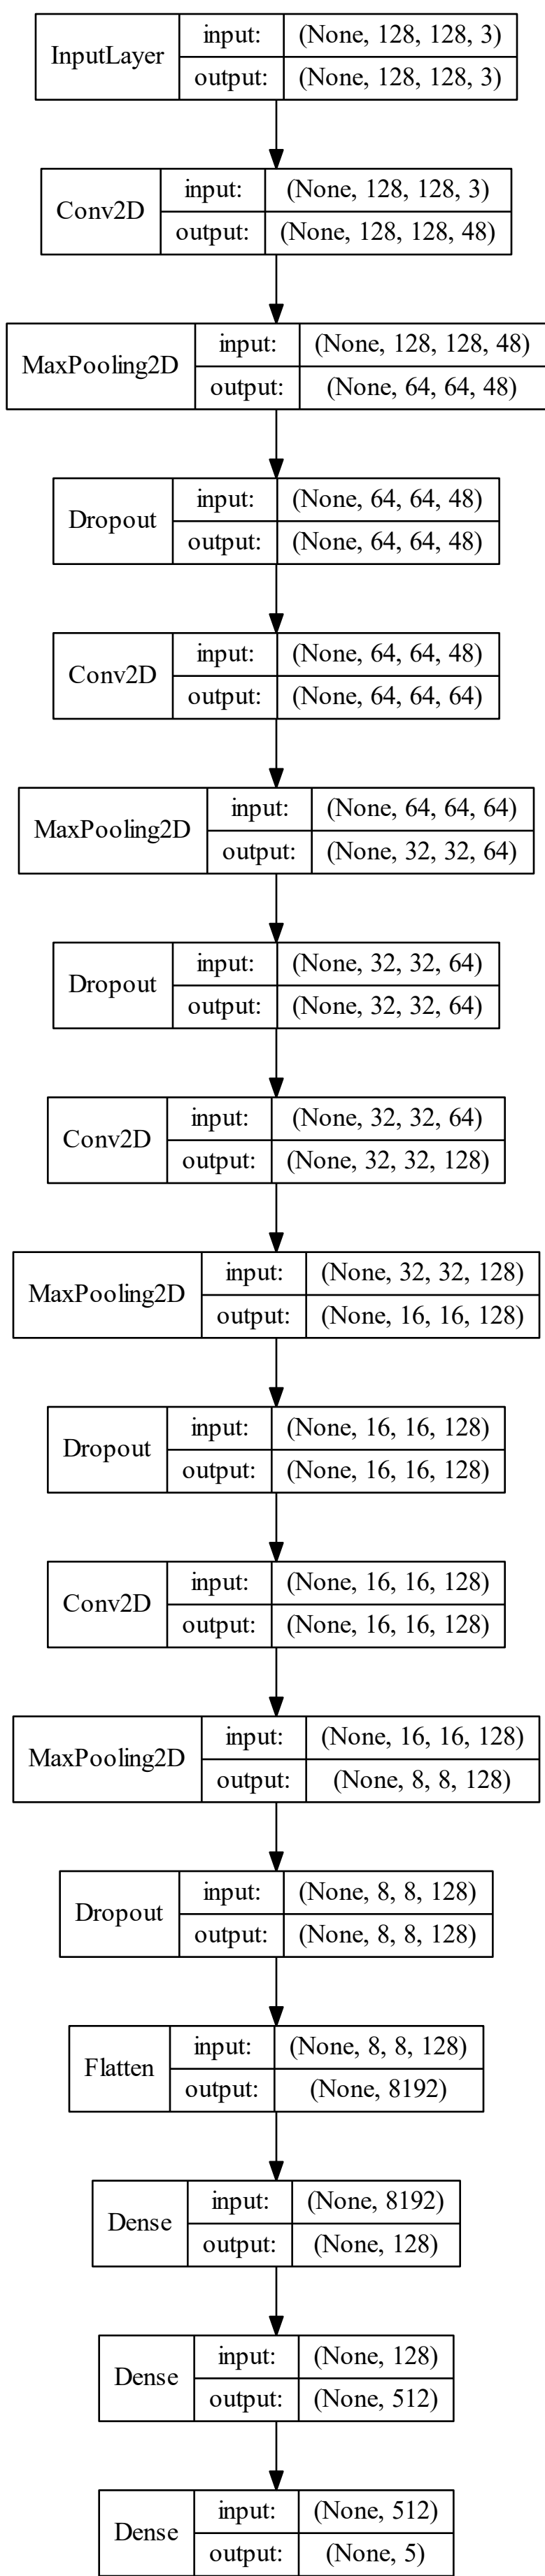 InputLayer
input: (None, 128, 128, 3)
output: (None, 128, 128, 3)
Conv2D
input: (None, 128, 128, 3)
output: (None, 128, 128, 48)
MaxPooling2D
input: (None, 128, 128, 48)
output: (None, 64, 64, 48)
Dropout
input: (None, 64, 64, 48)
output: (None, 64, 64, 48)
Conv2D
input: (None, 64, 64, 48)
output: (None, 64, 64, 64)
MaxPooling2D
input: (None, 64, 64, 64)
output: (None, 32, 32, 64)
Dropout
input: (None, 32, 32, 64)
output: (None, 32, 32, 64)
Conv2D
input: (None, 32, 32, 64)
output: (None, 32, 32, 128)
MaxPooling2D
input: (None, 32, 32, 128)
output: (None, 16, 16, 128)
Dropout
input: (None, 16, 16, 128)
output: (None, 16, 16, 128)
Conv2D
input: (None, 16, 16, 128)
output: (None, 16, 16, 128)
MaxPooling2D
input: (None, 16, 16, 128)
output: (None, 8, 8, 128)
Dropout
input: (None, 8, 8, 128)
output: (None, 8, 8, 128)
Flatten
input: (None, 8, 8, 128)
output: (None, 8192)
Dense
input: (None, 8192)
output: (None, 128)
Dense
input: (None, 128)
output: (None, 512)
Dense
input: (None, 512)
output: (None, 5)